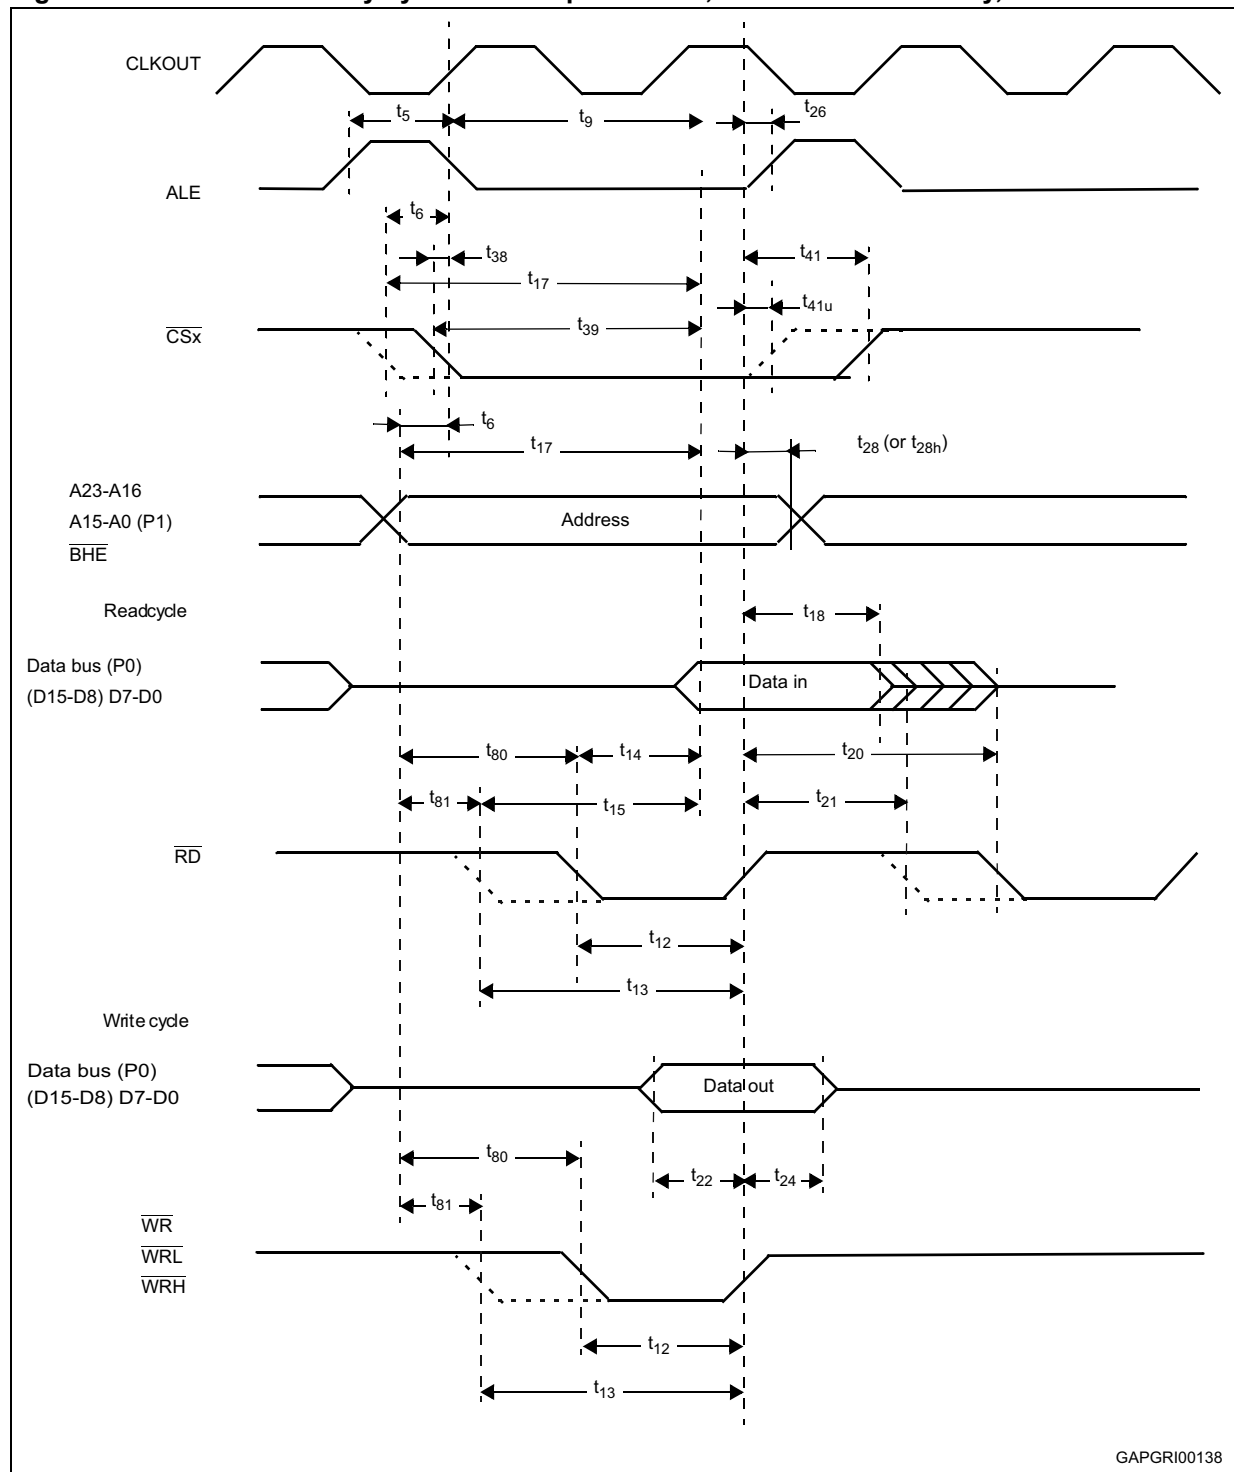 CLKOUT
t5
t9
t26
ALE
t6
t38
t41
t17
t41u
CSx
t39
t6
t17
t28 (or t28h)
A23-A16
A15-A0 (P1)
Address
BHE
Readcycle
t18
Data bus (P0)
Data in
(D15-D8) D7-D0
t80
t14
t20
t81
t15
t21
RD
t12
t13
Write cycle
Data bus (P0)
Data out
(D15-D8) D7-D0
t80
t22
t24
t81
WR
WRL
WRH
t12
t13
GAPGRI00138